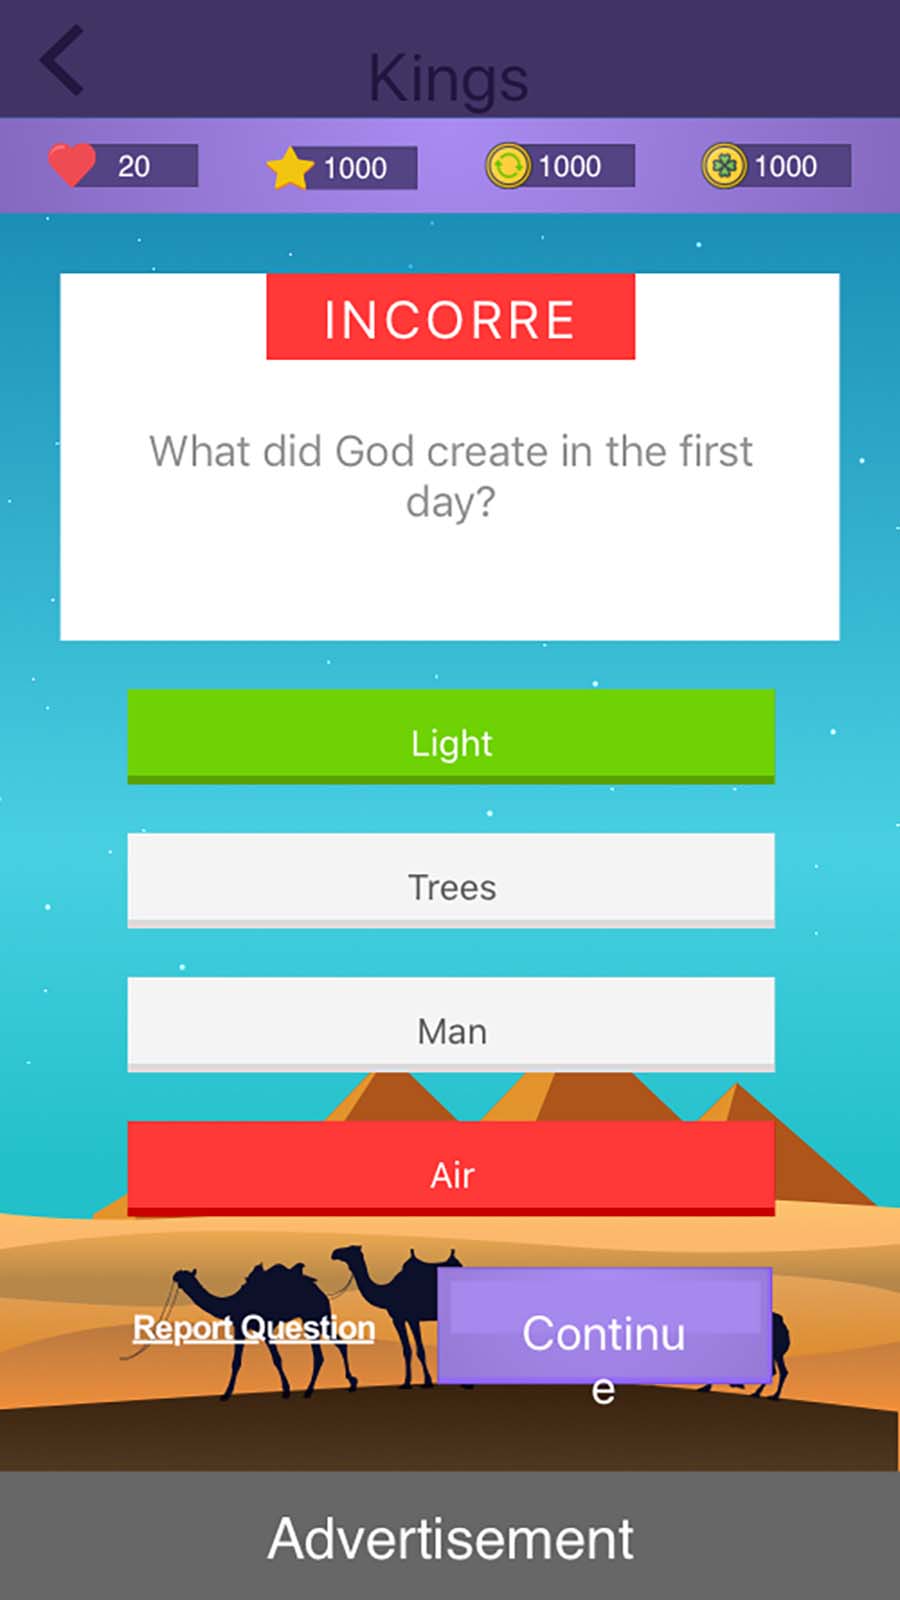 Kings
20
1000
1000
1000
INCORRE
What did God create in the first
day?
Light
Trees
Man
Air
Report Question
Continu
e
Advertisement